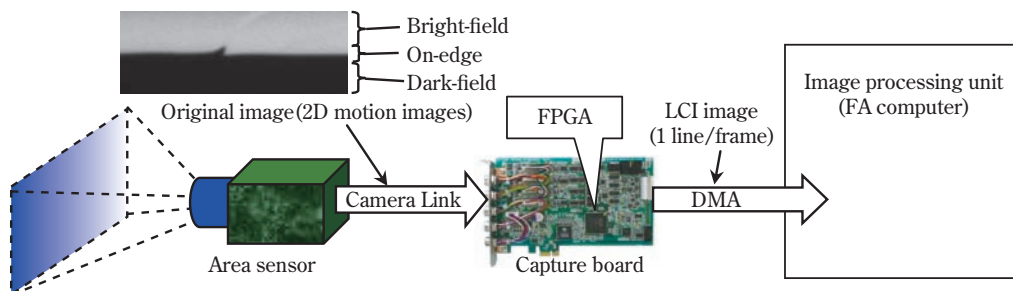 Bright-field
On-edge
Dark-field
Original image (2D motion images)
FPGA
LCI image
(1 line/frame)
Image processing unit
(FA computer)
Camera Link
DMA
Area sensor
Capture board